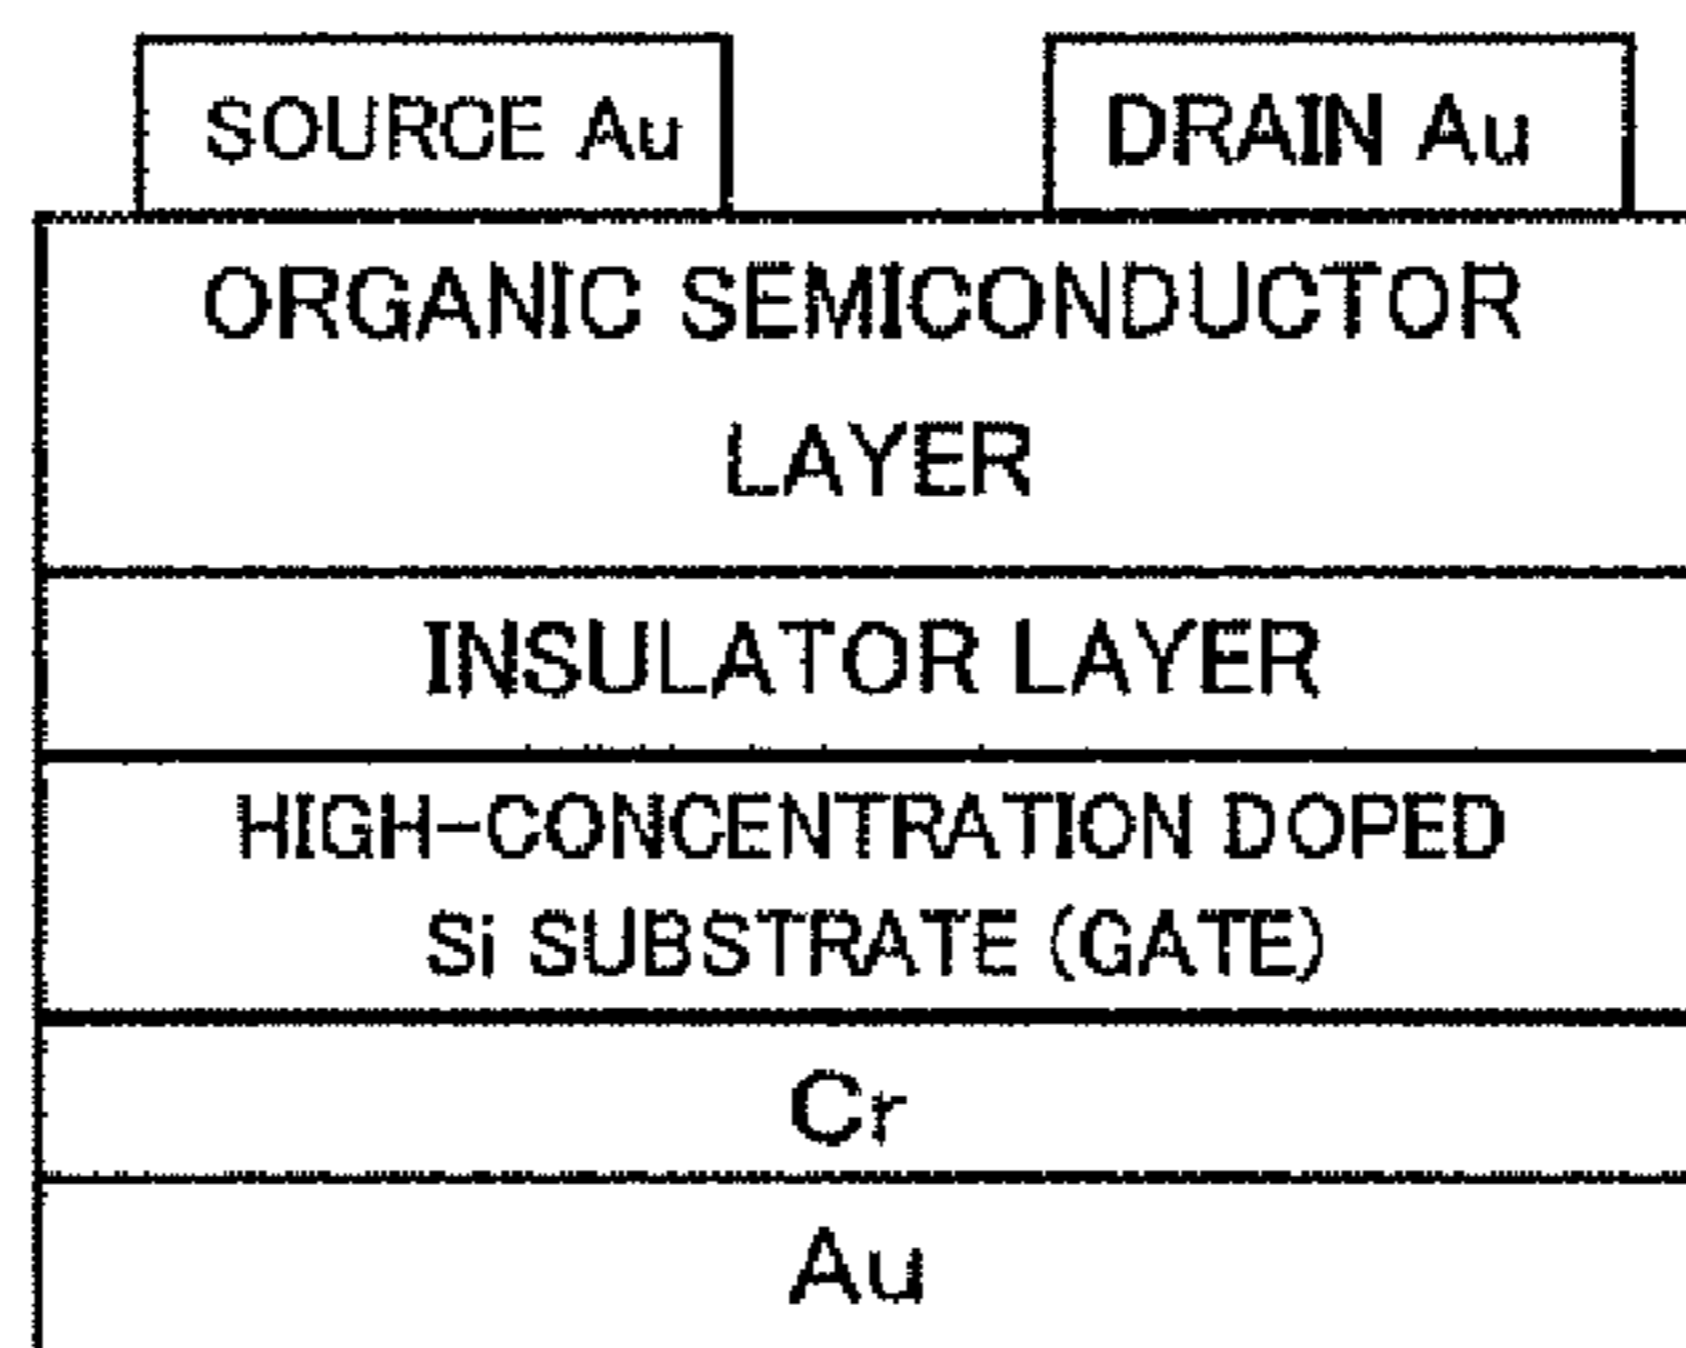 SOURCE Au DRAIN Au
ORGANIC SEMICONDUCTOR
LAYER
INSULATOR LAYER
HIGH-CONCENTRATION DOPED
Si SUBSTRATE (GATE)
Cr
Au